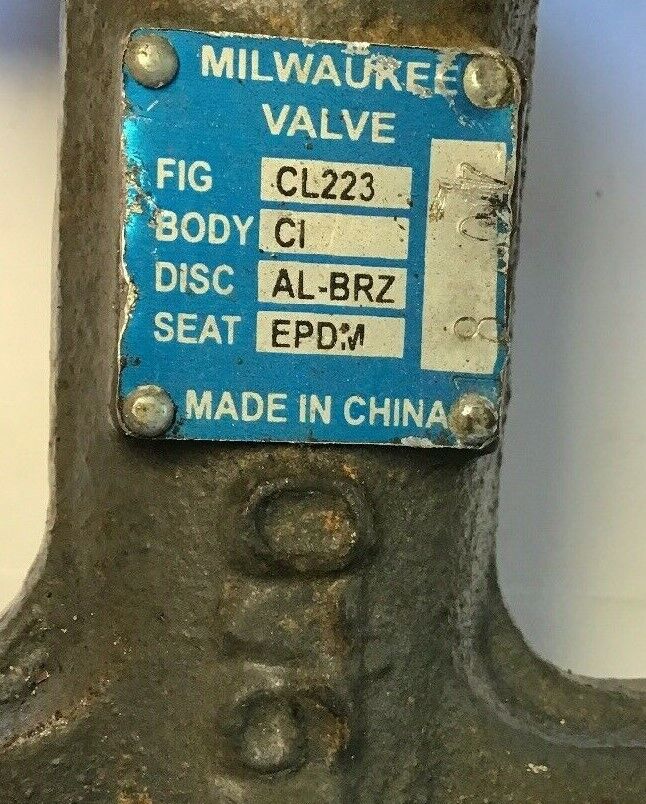 MILWAUKEE
VALVE
FIG CL223
BODY CI
DISC AL-BRZ
SEAT EPDM
MADE IN CHINA